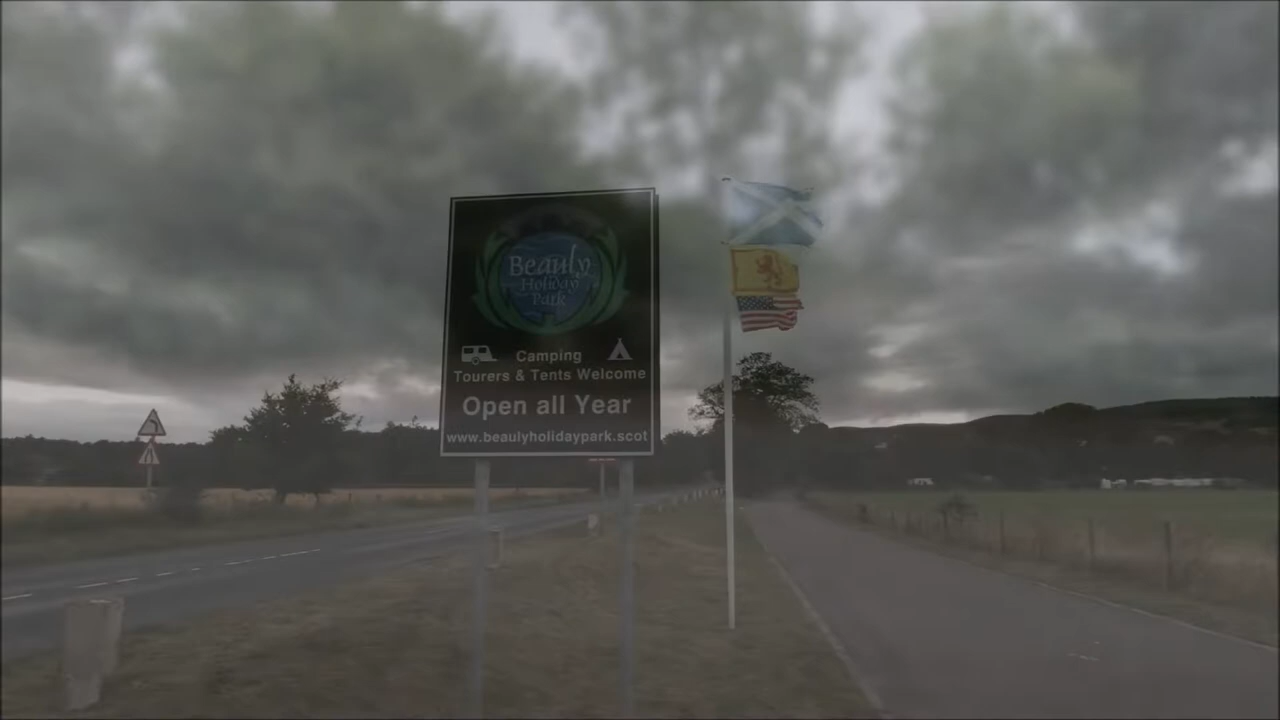 Beauly
Holiday
Park
Camping
Tourers & Tents Welcome
Open all Year
www.beaulyholidaypark.scot